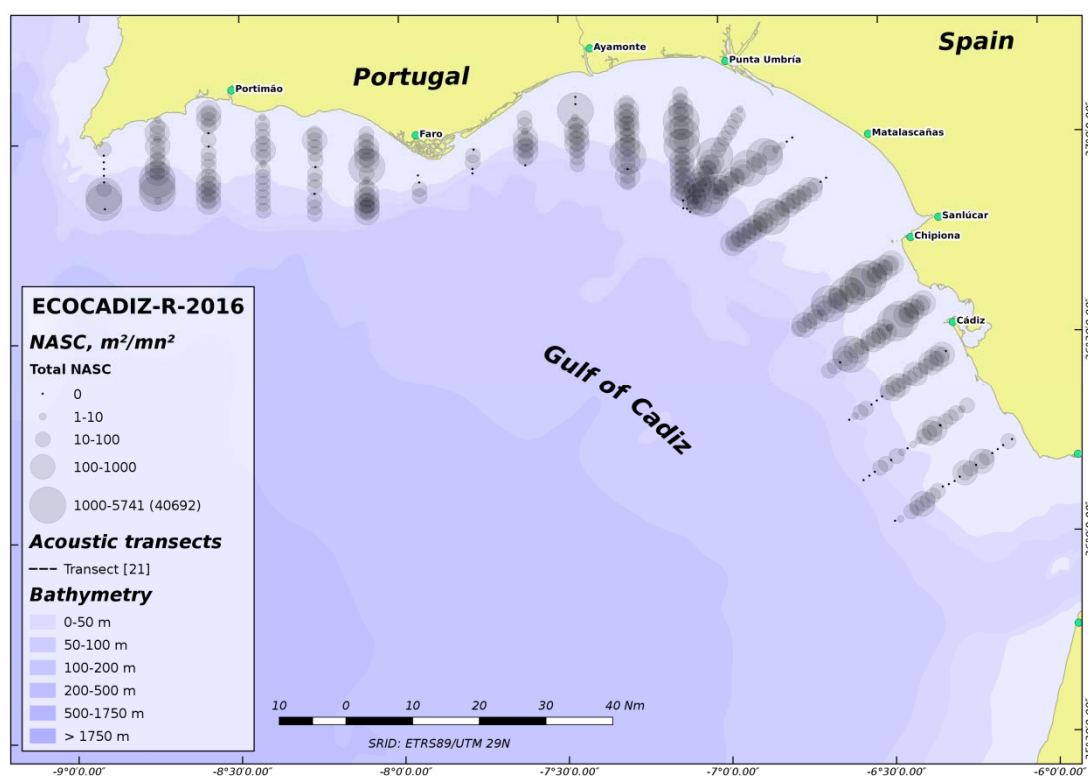 Spain
Ayamonte
Punta Umbría
Portugal
Portimão
Faro
Matalascañas
Sanlúcar
Chipiona
Cádiz
Gulf of Cadiz
ECOCADIZ-R-2016
NASC, m²/mn²
Total NASC
0
1-10
10-100
100-1000
1000-5741 (40692)
Acoustic transects
Transect [21]
Bathymetry
0-50 m
50-100 m
100-200 m
200-500 m
500-1750 m
> 1750 m
10 0 10 20 30 40 Nm
SRID: ETRS89/UTM 29N
-9°0'0.00" -8°30'0.00" -8°0'0.00" -7°30'0.00" -7°0'0.00" -6°30'0.00" -6°0'0.00"